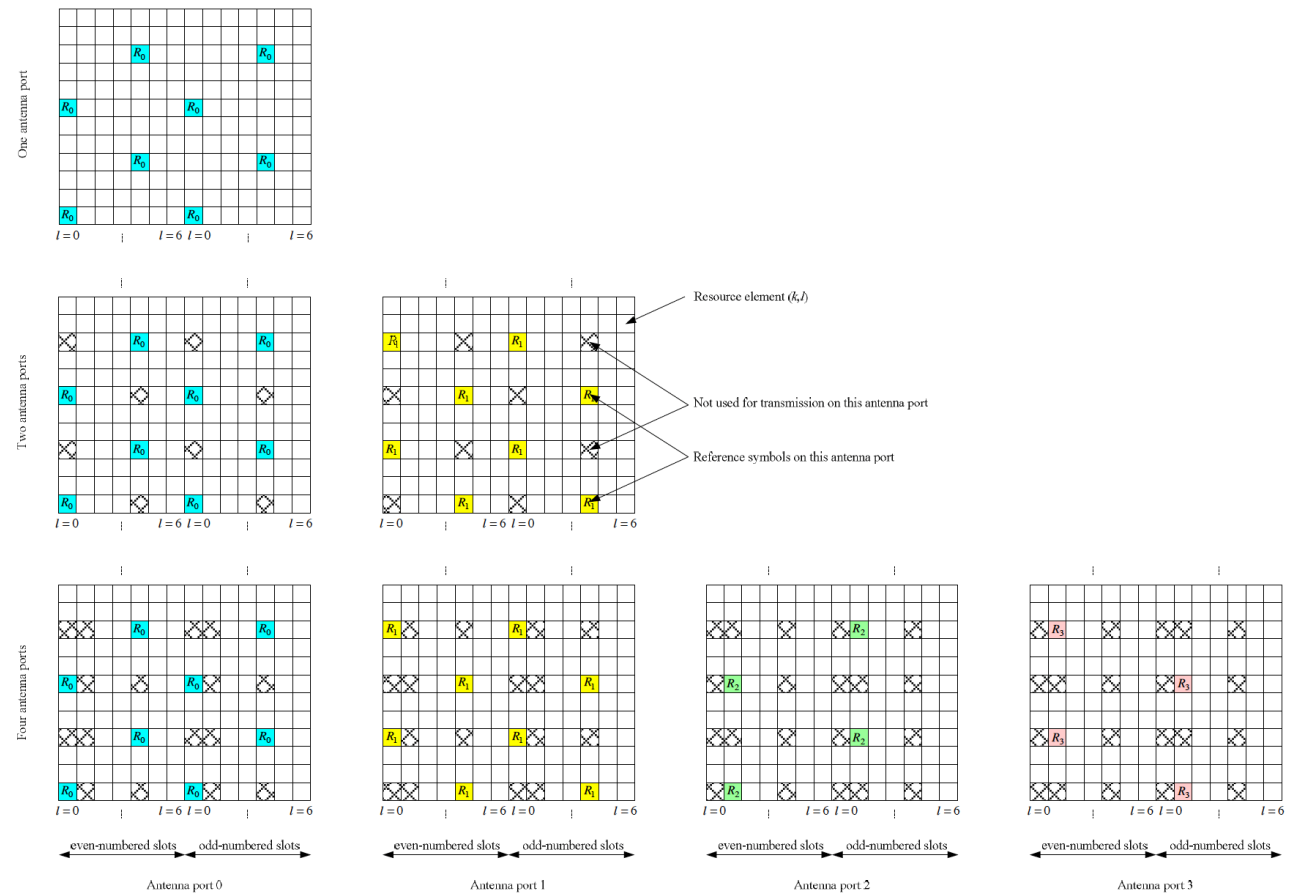 One antenna port
R0 R0
R0 R0
R0 R0
R0 R0
l = 0 l = 6 l = 0 l = 6
Two antenna ports
R0 R0
R0 R0
R0 R0
R0 R0
l = 0 l = 6 l = 0 l = 6
R1 R1
R1 R1
R1 R1
R1 R1
l = 0 l = 6 l = 0 l = 6
Resource element (k,l)
Not used for transmission on this antenna port
Reference symbols on this antenna port
Four antenna ports
R0 R0
R0 R0
R0 R0
R0 R0
l = 0 l = 6 l = 0 l = 6
even-numbered slots odd-numbered slots
Antenna port 0
R1 R1
R1 R1
R1 R1
R1 R1
l = 0 l = 6 l = 0 l = 6
even-numbered slots odd-numbered slots
Antenna port 1
R2
R2
R2
R2
l = 0 l = 6 l = 0 l = 6
even-numbered slots odd-numbered slots
Antenna port 2
R3
R3
R3
R3
l = 0 l = 6 l = 0 l = 6
even-numbered slots odd-numbered slots
Antenna port 3